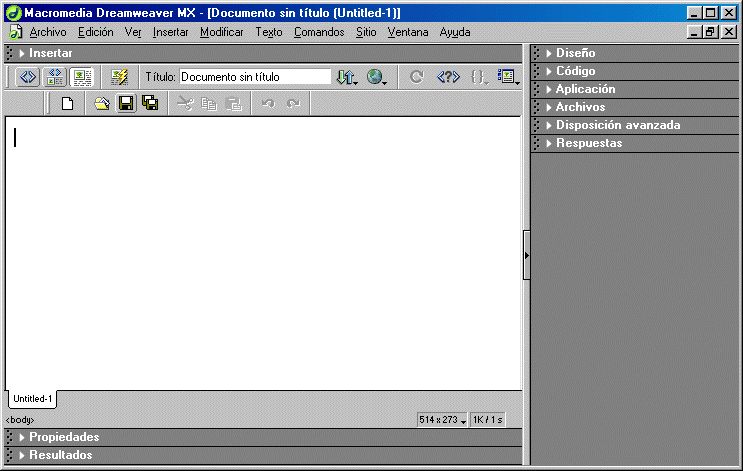 Macromedia Dreamweaver MX - [Documento sin título (Untitled-1)]
Archivo Edición Ver Insertar Modificar Texto Comandos Sitio Ventana Ayuda
Insertar
Título: Documento sin título
Untitled-1
<body> 514 x 273 1K / 1 s
Propiedades
Resultados
Diseño
Código
Aplicación
Archivos
Disposición avanzada
Respuestas